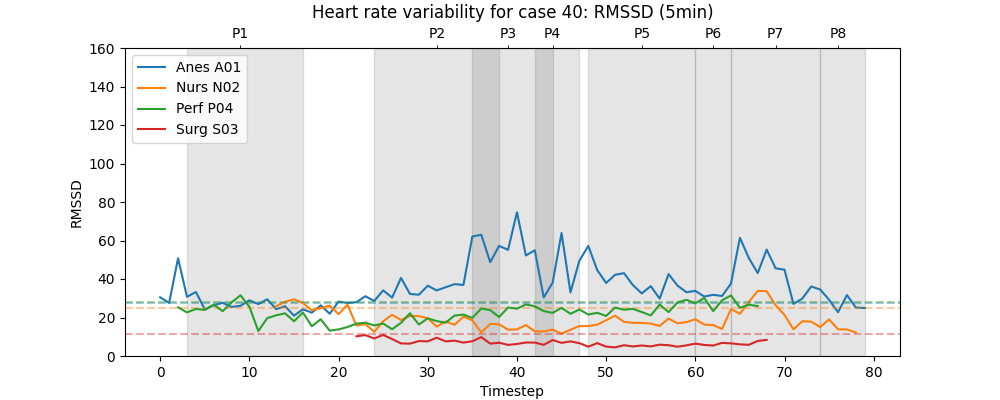 Heart rate variability for case 40: RMSSD (5min)
P1 P2 P3 P4 P5 P6 P7 P8
160
140
120
100
80
60
40
20
0
RMSSD
Anes A01
Nurs N02
Perf P04
Surg S03
0 10 20 30 40 50 60 70 80
Timestep